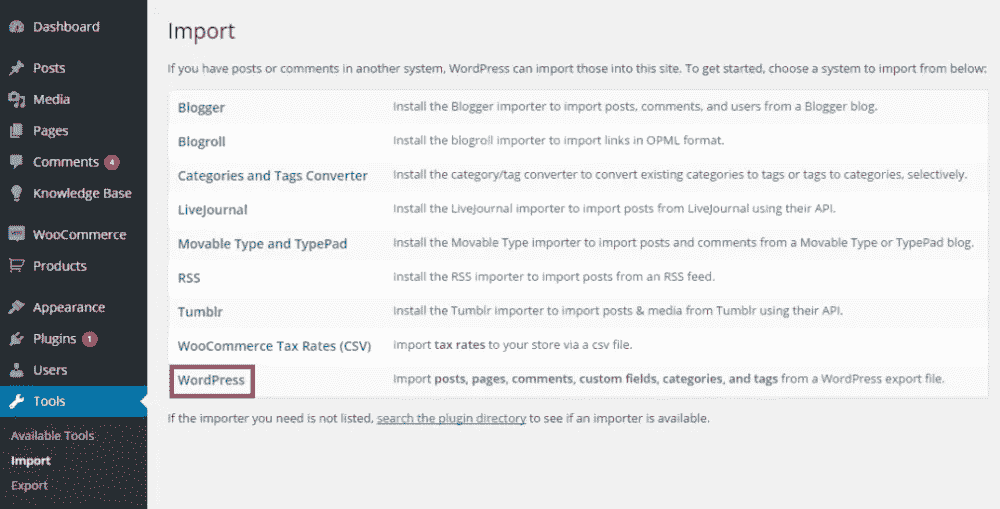 Dashboard
Posts
Media
Pages
Comments 4
Knowledge Base
WooCommerce
Products
Appearance
Plugins 1
Users
Tools
Available Tools
Import
Export
Import
If you have posts or comments in another system, WordPress can import those into this site. To get started, choose a system to import from below:
Blogger Install the Blogger importer to import posts, comments, and users from a Blogger blog.
Blogroll Install the blogroll importer to import links in OPML format.
Categories and Tags Converter Install the category/tag converter to convert existing categories to tags or tags to categories, selectively.
LiveJournal Install the LiveJournal importer to import posts from LiveJournal using their API.
Movable Type and TypePad Install the Movable Type importer to import posts and comments from a Movable Type or TypePad blog.
RSS Install the RSS importer to import posts from an RSS feed.
Tumblr Install the Tumblr importer to import posts & media from Tumblr using their API.
WooCommerce Tax Rates (CSV) Import tax rates to your store via a csv file.
WordPress Import posts, pages, comments, custom fields, categories, and tags from a WordPress export file.
If the importer you need is not listed, search the plugin directory to see if an importer is available.